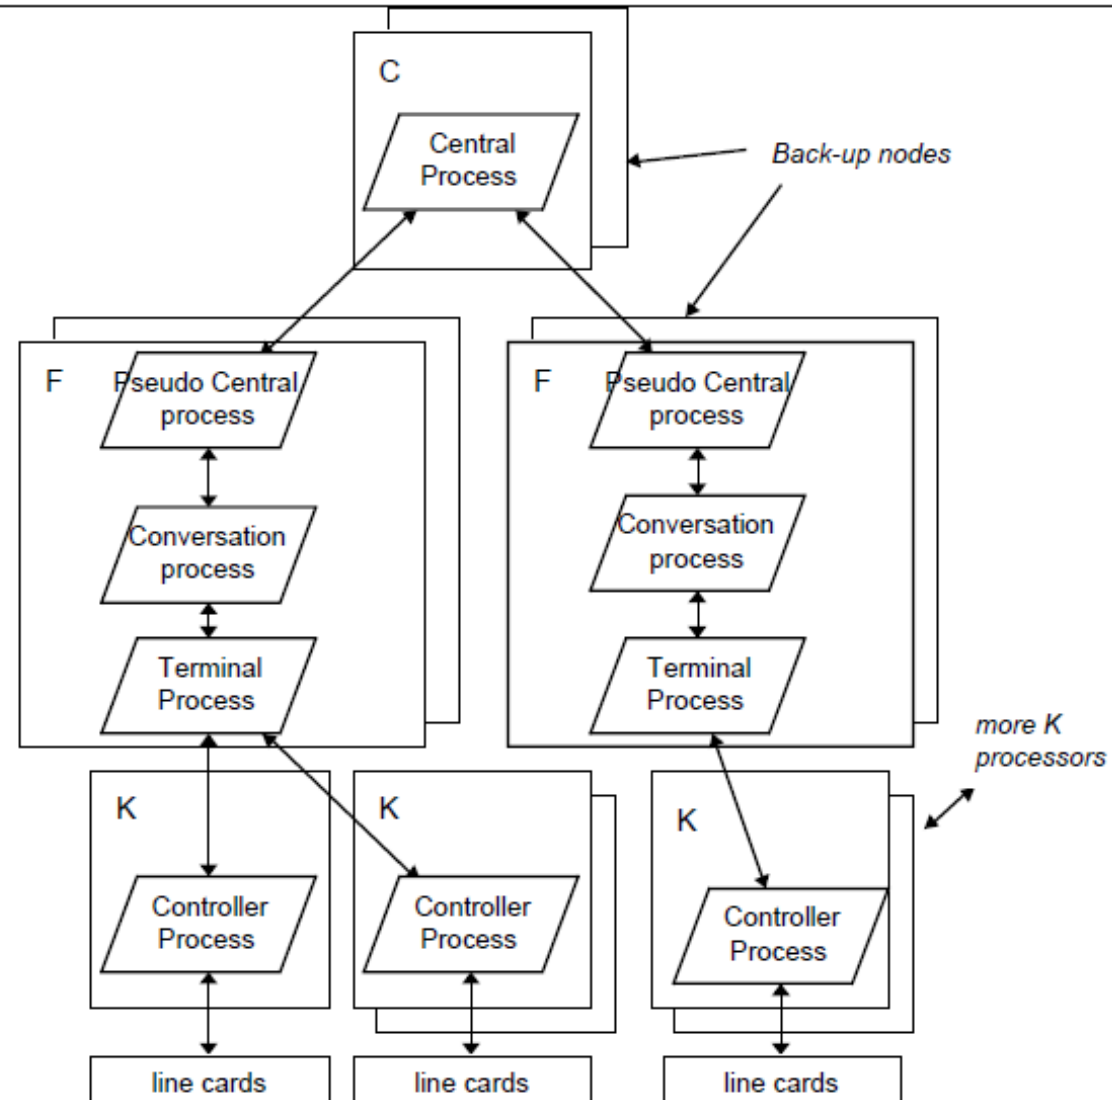 C
Central
Process
Back-up nodes
F
Pseudo Central
process
F
Pseudo Central
process
Conversation
process
Conversation
process
Terminal
Process
Terminal
Process
more K
processors
K
K
K
Controller
Process
Controller
Process
Controller
Process
line cards
line cards
line cards